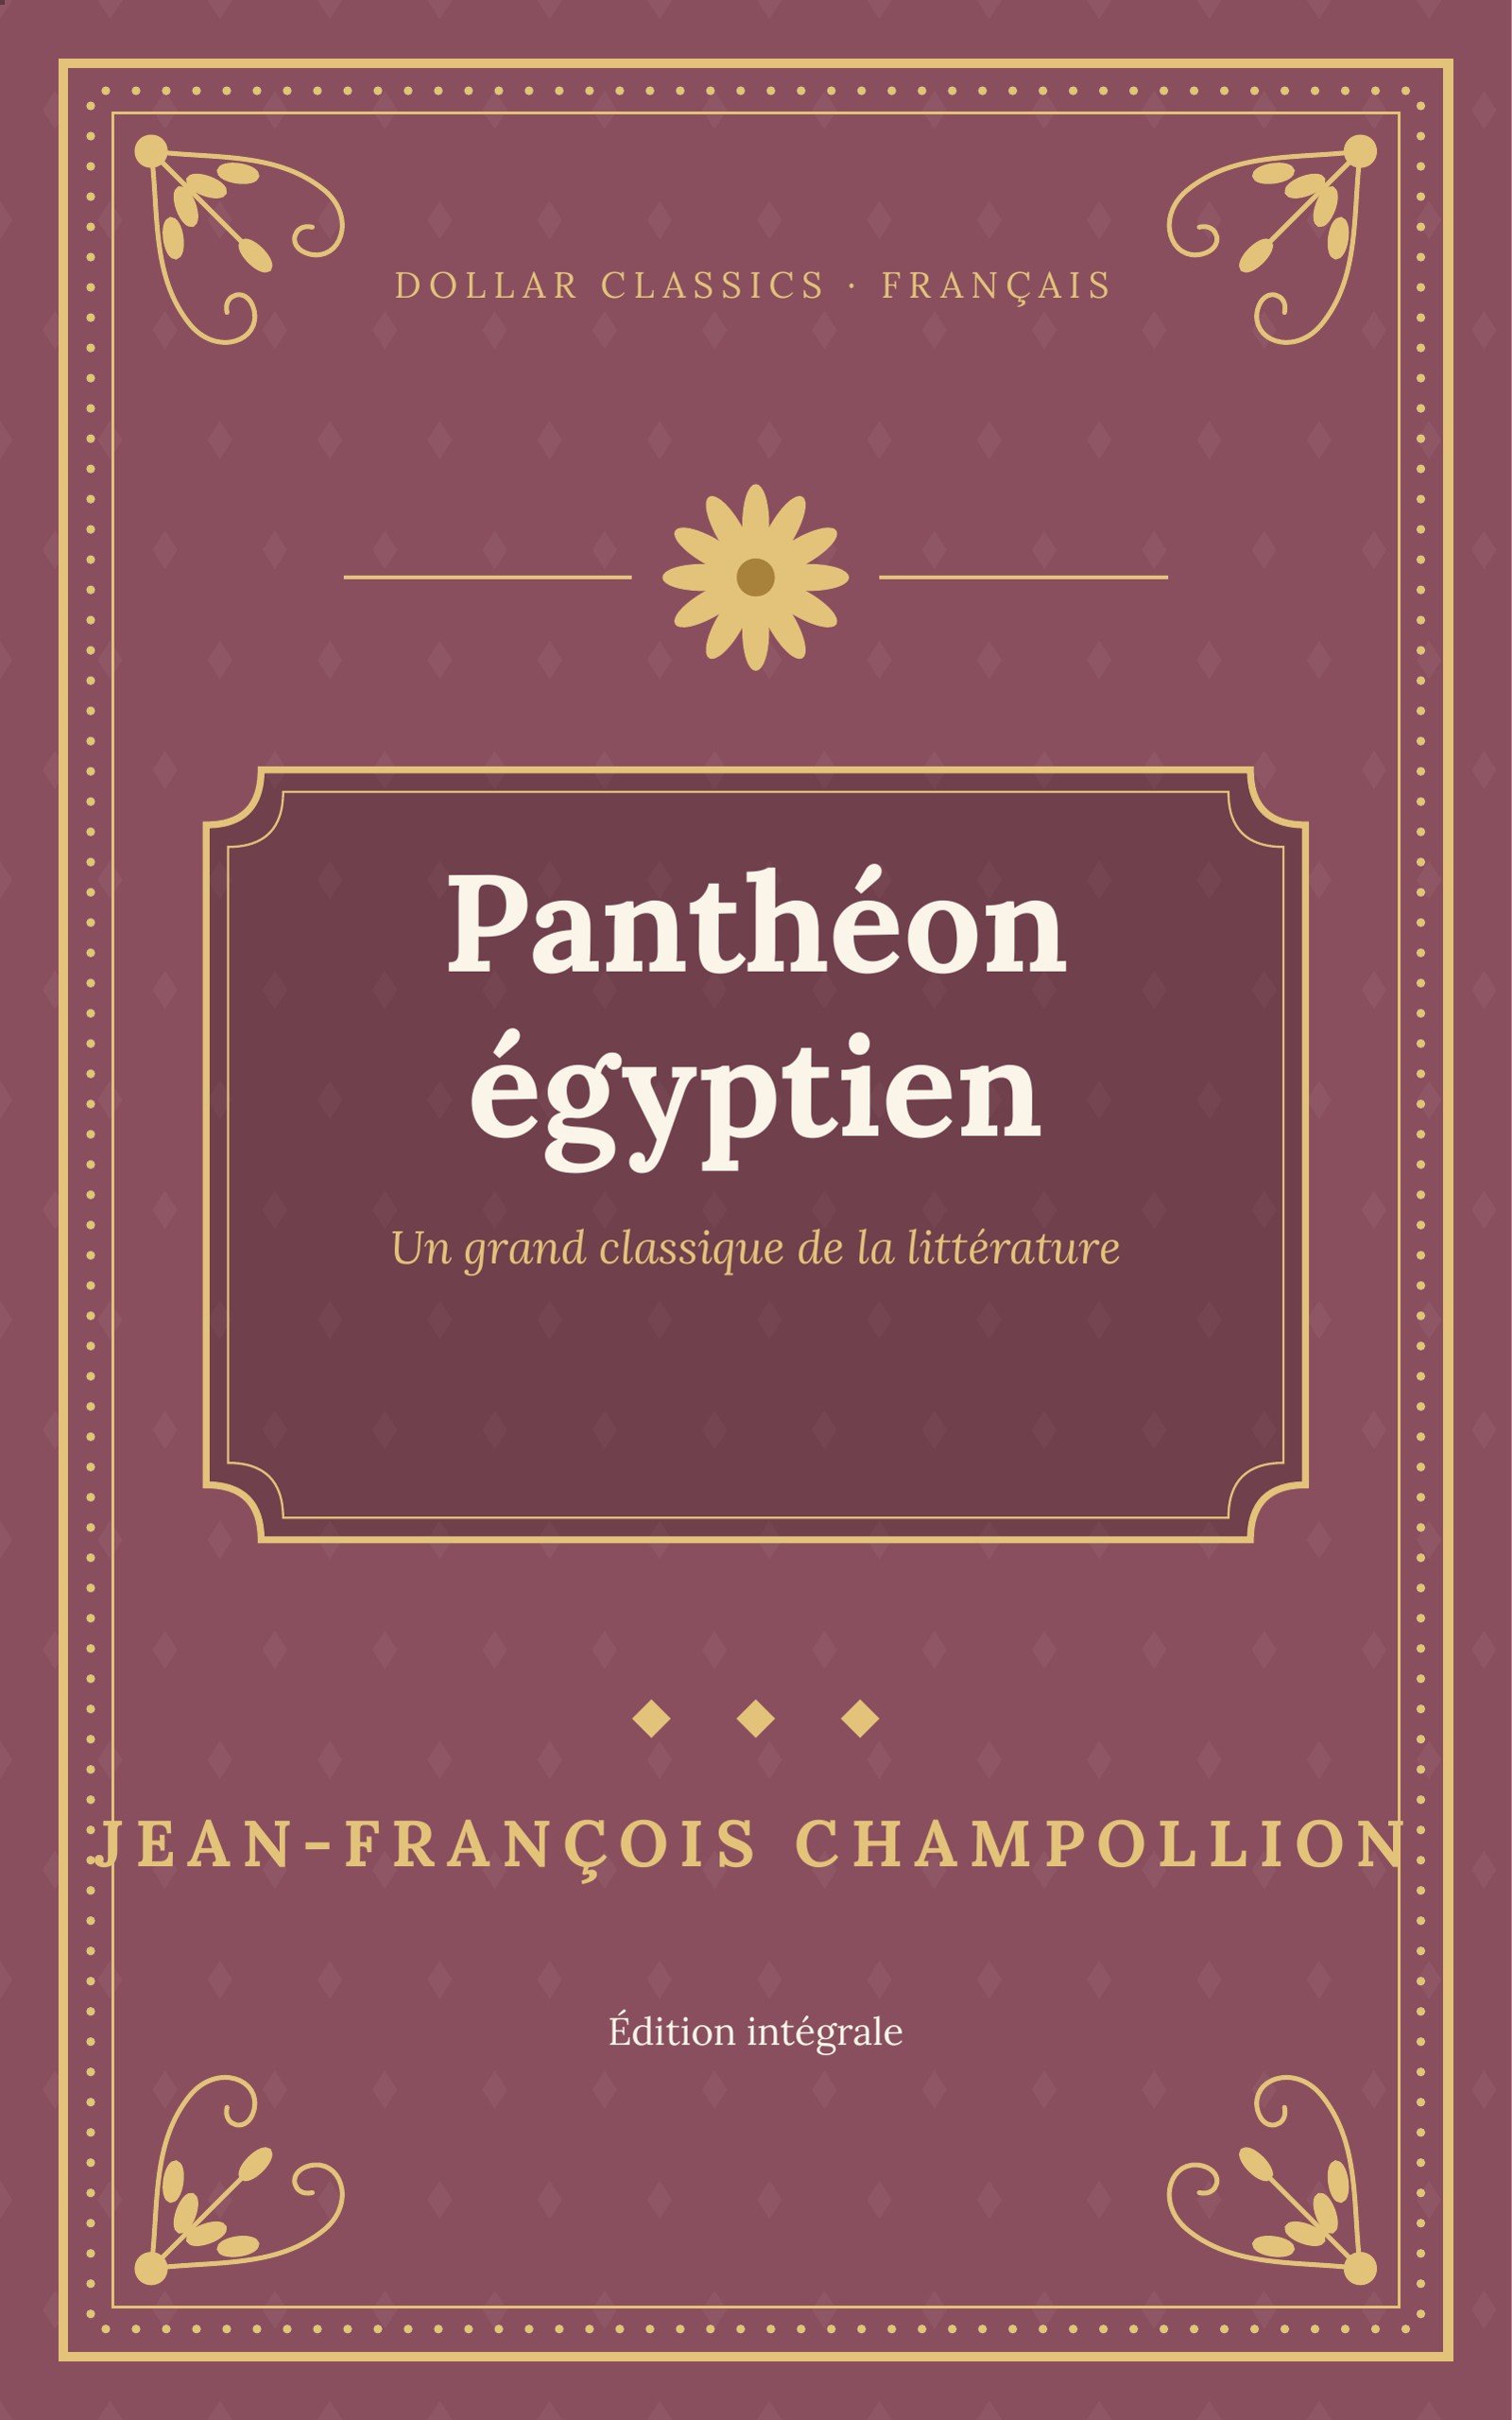 DOLLAR CLASSICS · FRANÇAIS
Panthéon
égyptien
Un grand classique de la littérature
JEAN-FRANÇOIS CHAMPOLLION
Édition intégrale